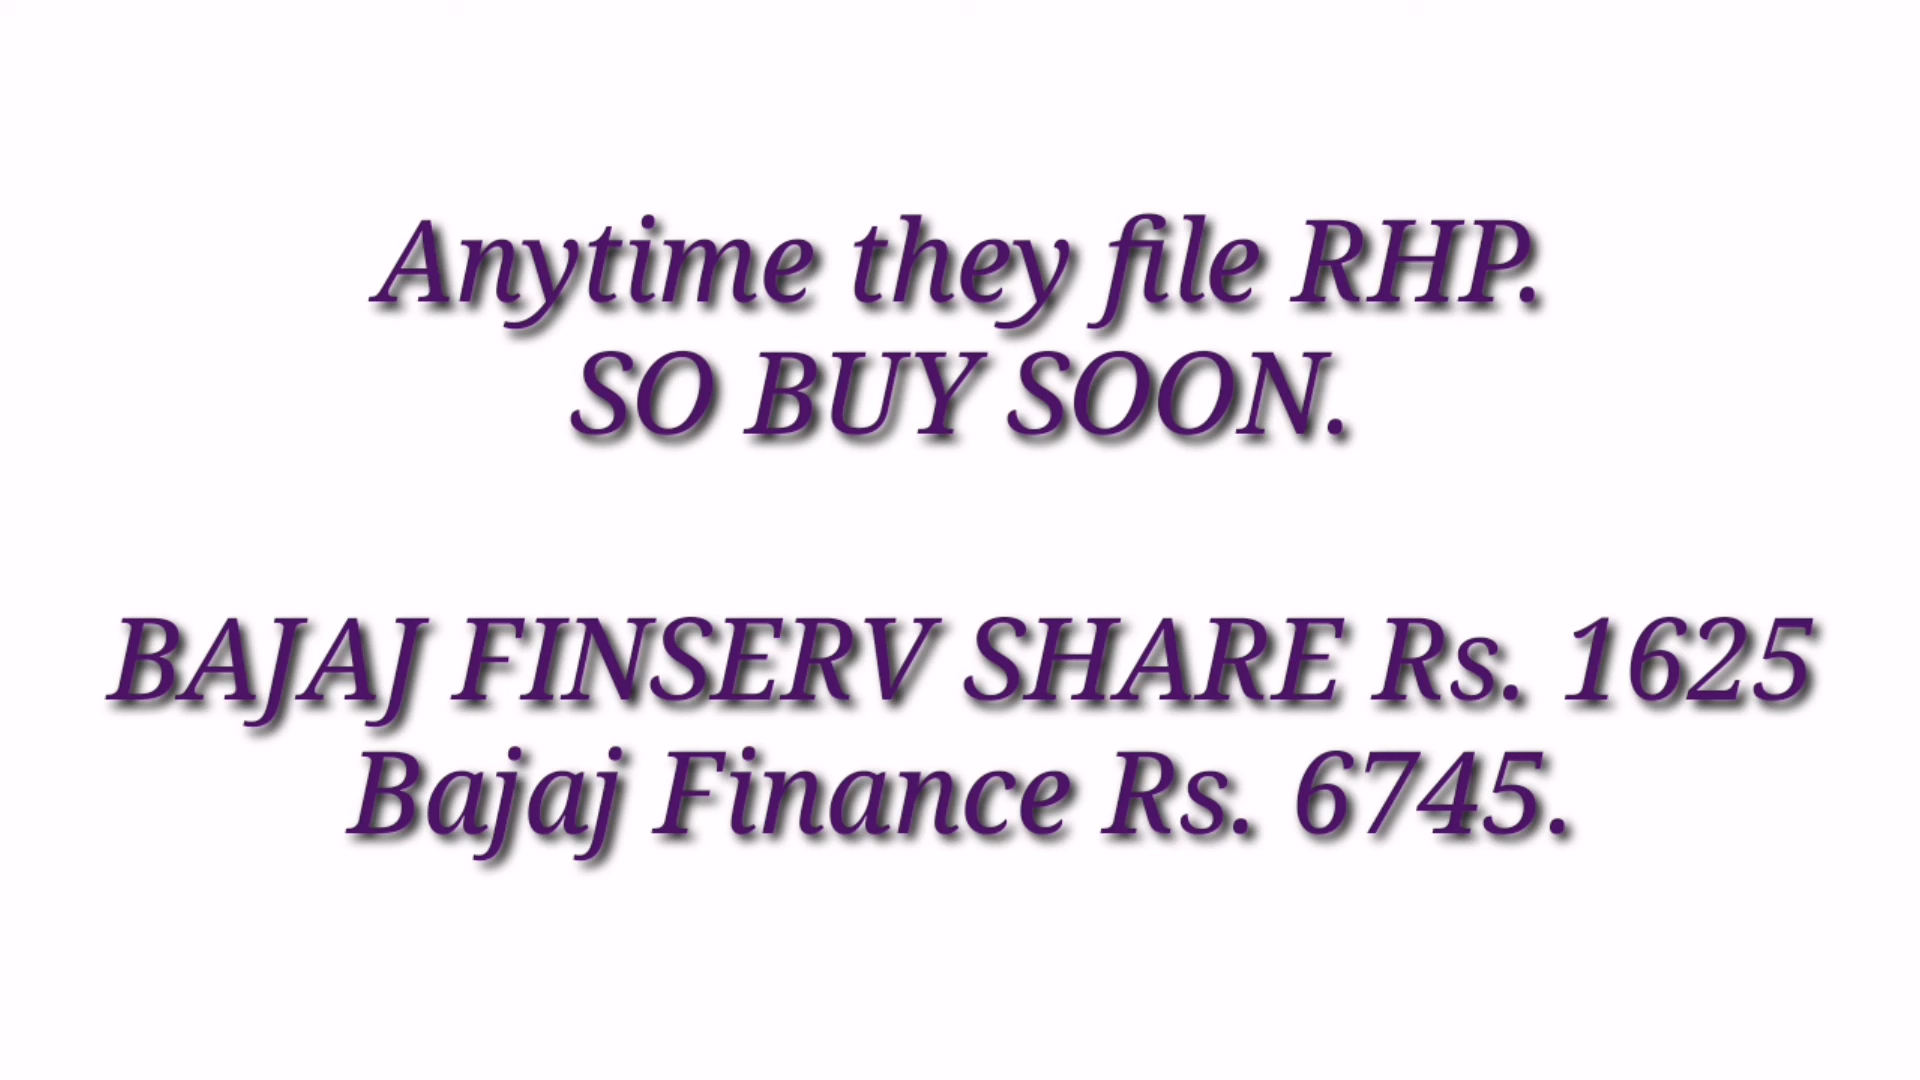 Anytime they file RHP.
SO BUY SOON.
BAJAJ FINSERV SHARE Rs. 1625
Bajaj Finance Rs. 6745.